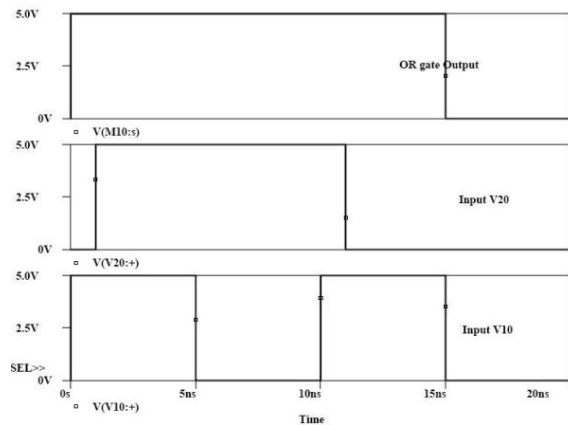 5.0V
OR gate Output
2.5V
0V
V(M10:s)
5.0V
2.5V
Input V20
0V
V(V20:+)
5.0V
2.5V
Input V10
SEL>>
0V
0s 5ns 10ns 15ns 20ns
V(V10:+)
Time